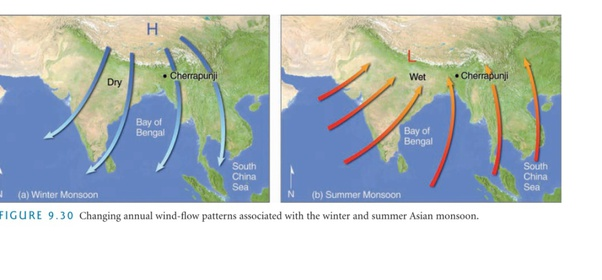 H
Dry
Cherrapunji
Bay of
Bengal
South
China
Sea
N
(a) Winter Monsoon
L
Wet
Cherrapunji
Bay of
Bengal
South
China
Sea
N
(b) Summer Monsoon
FIGURE 9.30 Changing annual wind-flow patterns associated with the winter and summer Asian monsoon.